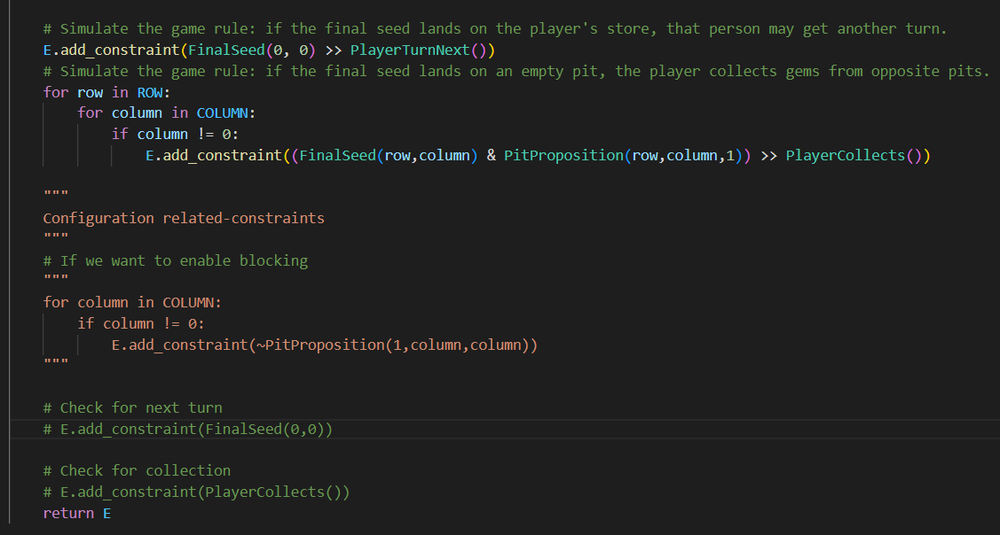 # Simulate the game rule: if the final seed lands on the player's store, that person may get another turn.
E.add_constraint(FinalSeed(0, 0) >> PlayerTurnNext())
# Simulate the game rule: if the final seed lands on an empty pit, the player collects gems from opposite pits.
for row in ROW:
    for column in COLUMN:
        if column != 0:
            E.add_constraint((FinalSeed(row,column) & PitProposition(row,column,1)) >> PlayerCollects())
"""
Configuration related-constraints
"""
# If we want to enable blocking
"""
for column in COLUMN:
    if column != 0:
        E.add_constraint(~PitProposition(1,column,column))
"""
# Check for next turn
# E.add_constraint(FinalSeed(0,0))
# Check for collection
# E.add_constraint(PlayerCollects())
return E